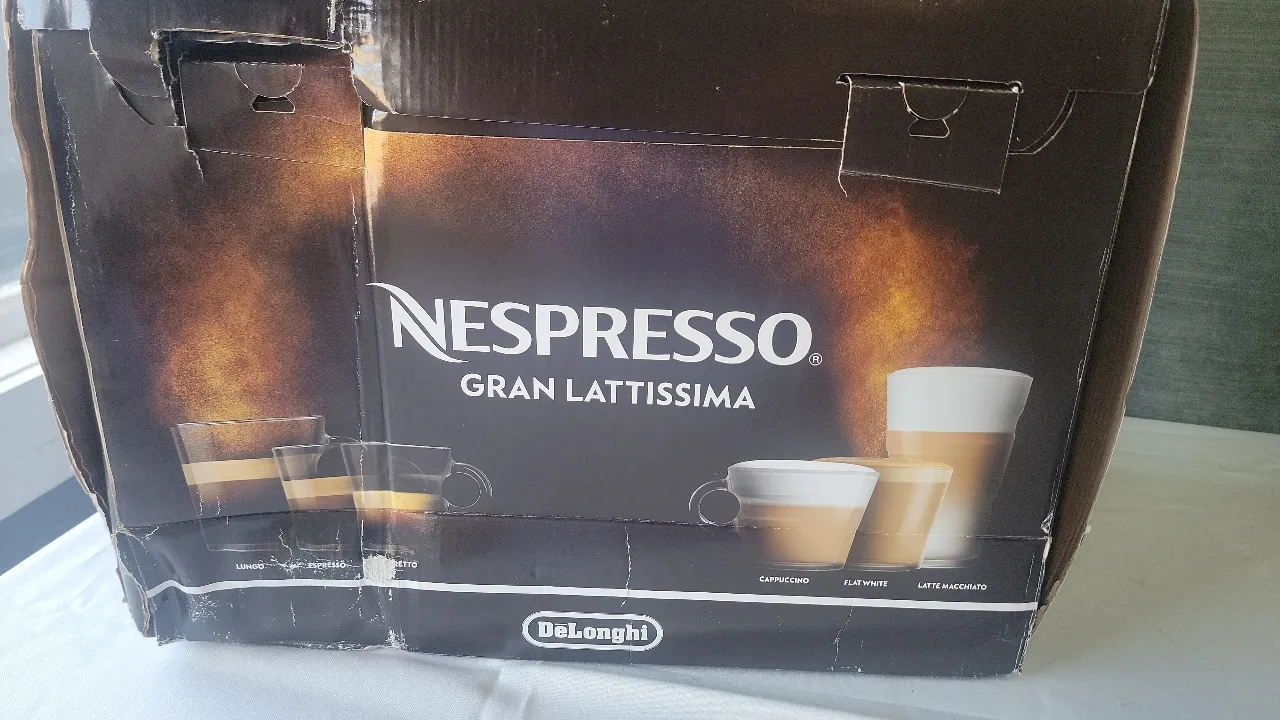 NESPRESSO®
GRAN LATTISSIMA
LUNGO
ESPRESSO
CAPPUCCINO
FLAT WHITE
LATTE MACCHIATO
DeLonghi